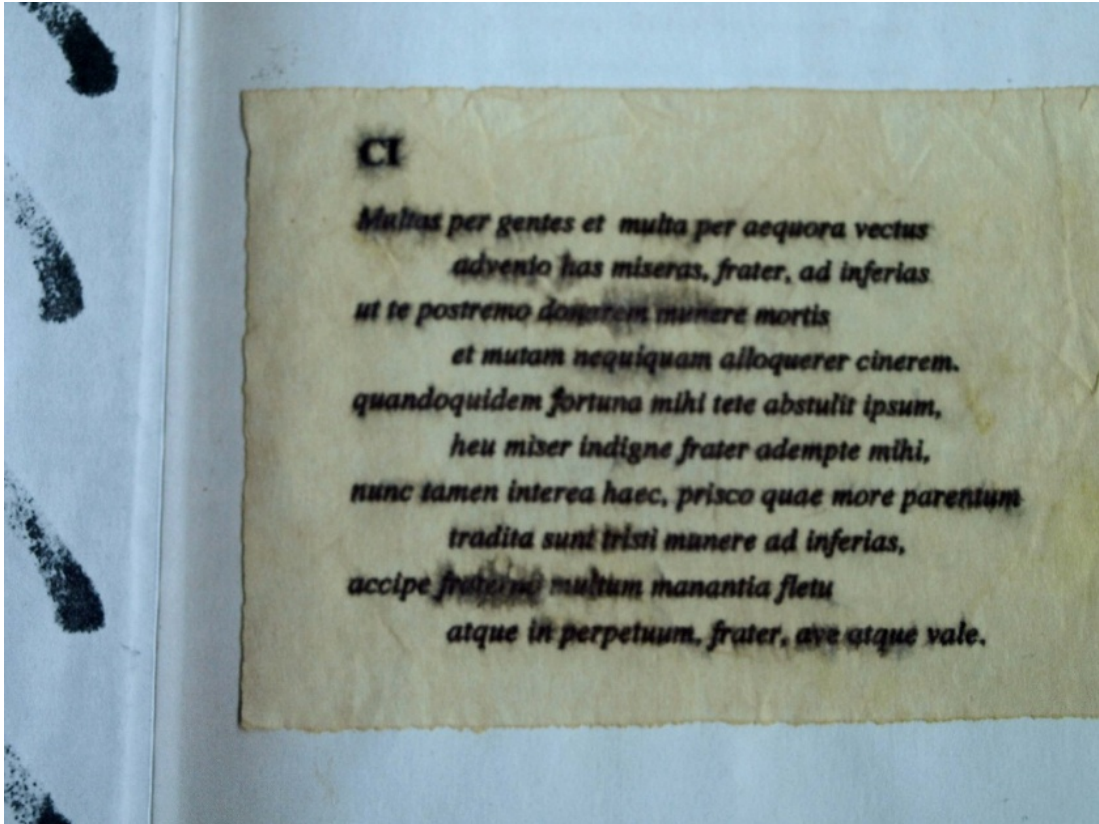 CI
Multas per gentes et multa per aequora vectus
advenio has miseras, frater, ad inferias
ut te postremo donarem munere mortis
et mutam nequiquam alloquerer cinerem.
quandoquidem fortuna mihi tete abstulit ipsum,
heu miser indigne frater adempte mihi,
nunc tamen interea haec, prisco quae more parentum
tradita sunt tristi munere ad inferias,
accipe fraterno multum manantia fletu
atque in perpetuum, frater, ave atque vale.